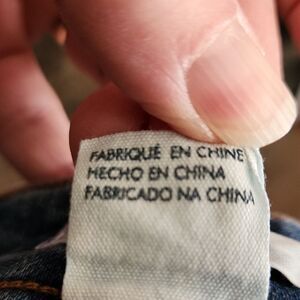 FABRIQUÉ EN CHINE
HECHO EN CHINA
FABRICADO NA CHINA